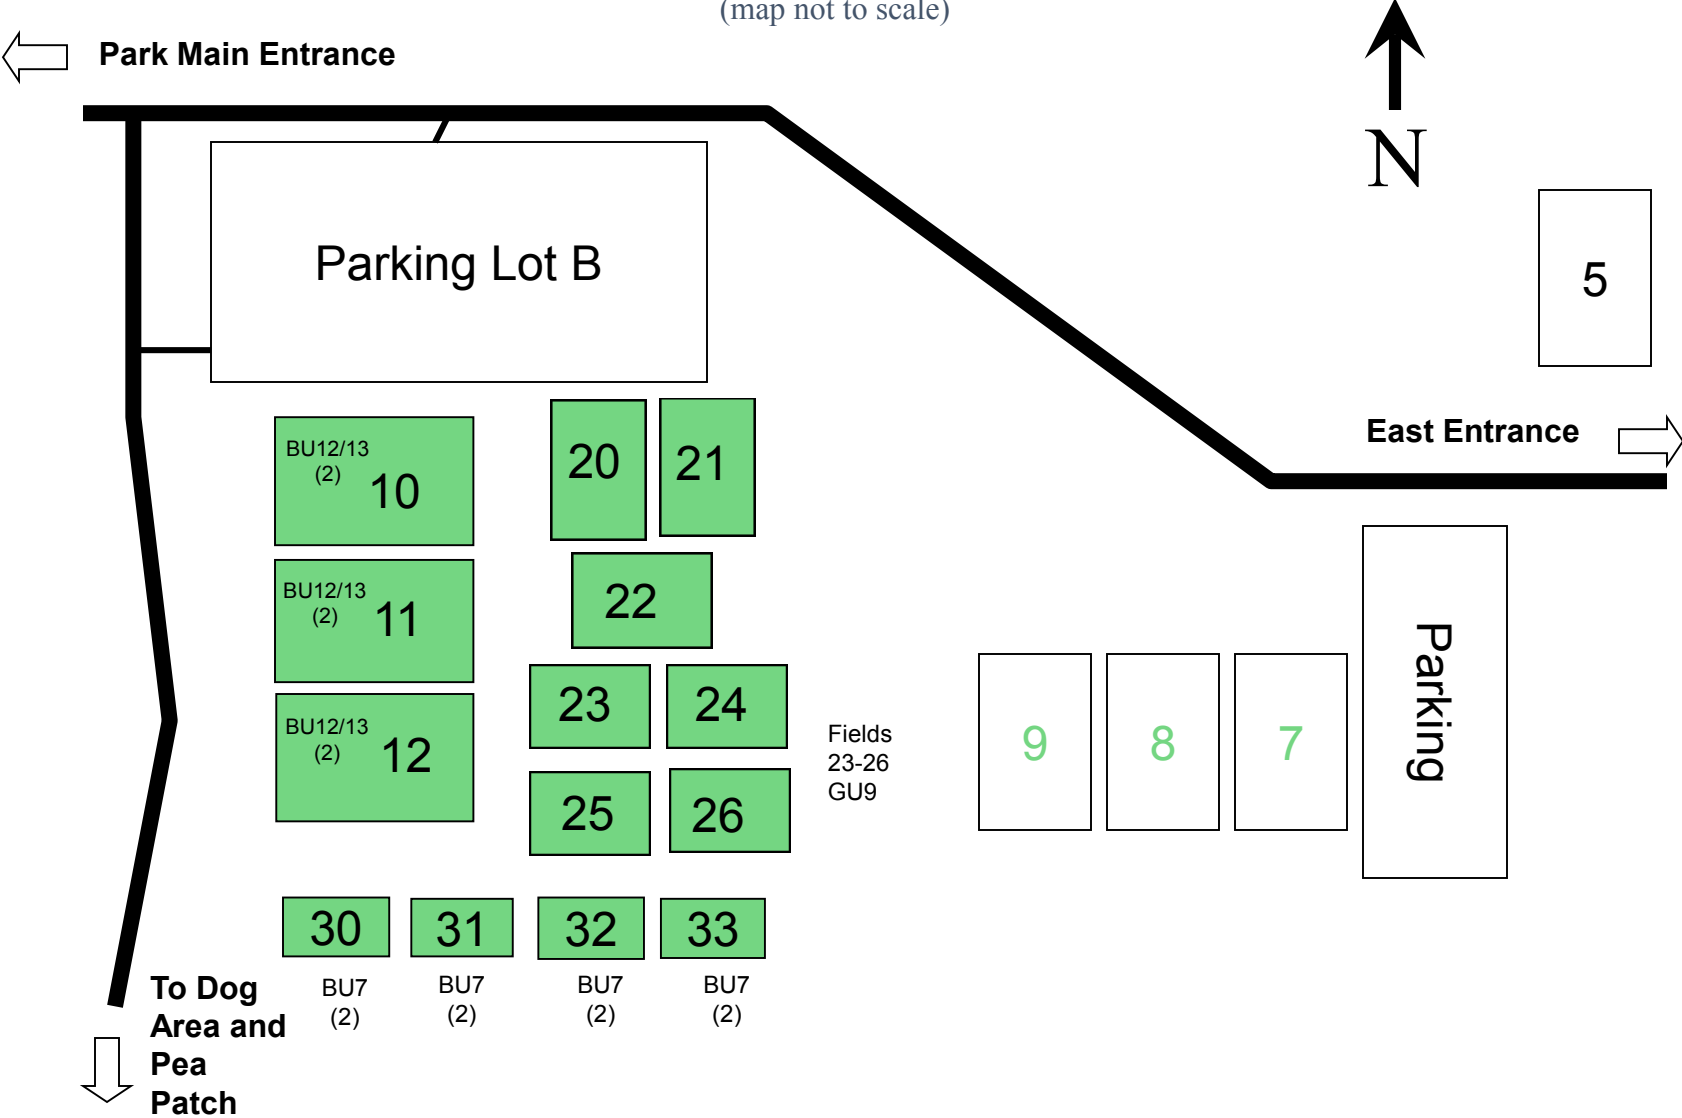 (map not to scale)
Park Main Entrance
N
Parking Lot B
5
East Entrance
BU12/13
(2)
10
20
21
BU12/13
(2)
11
22
BU12/13
(2)
12
23
24
25
26
Fields
23-26
GU9
9
8
7
Parking
30
31
32
33
BU7
(2)
BU7
(2)
BU7
(2)
BU7
(2)
To Dog
Area and
Pea
Patch